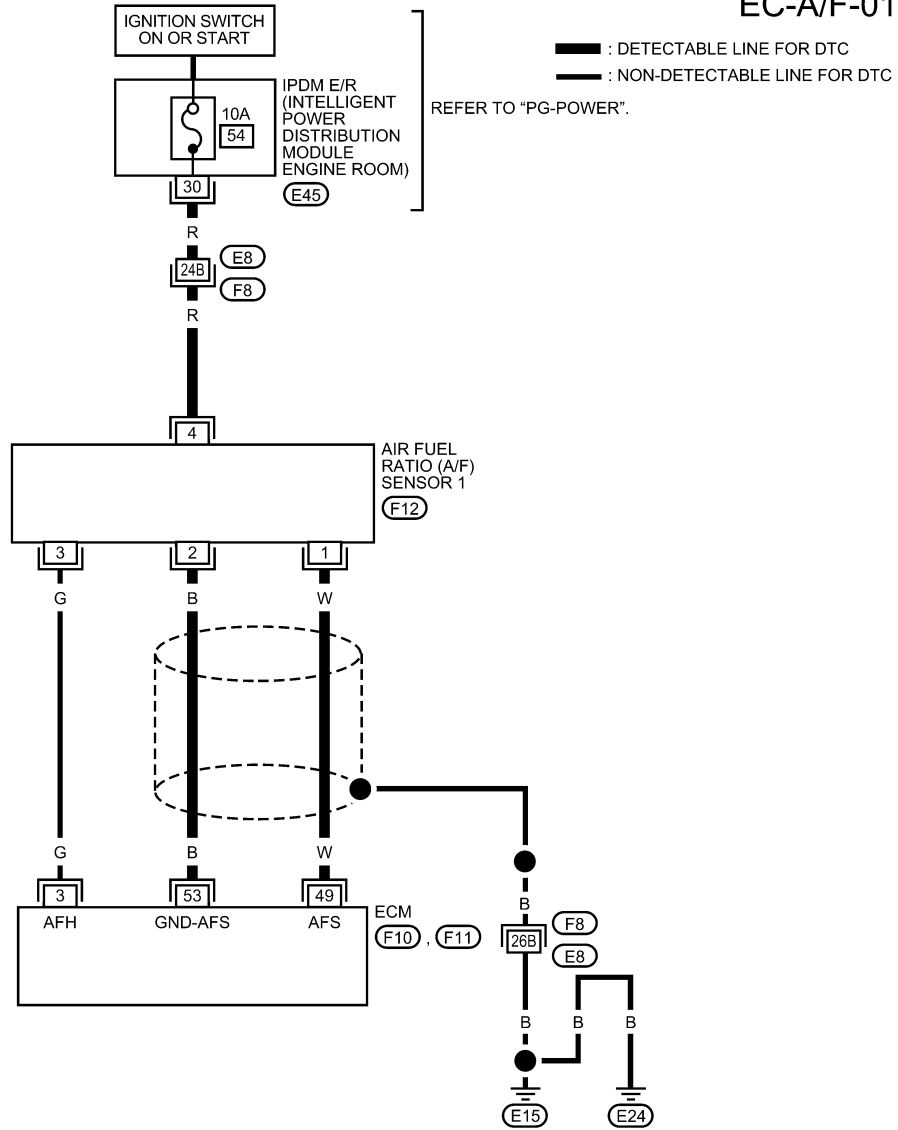 EC-A/F-01
IGNITION SWITCH
ON OR START
: DETECTABLE LINE FOR DTC
: NON-DETECTABLE LINE FOR DTC
IPDM E/R
(INTELLIGENT
POWER
DISTRIBUTION
MODULE
ENGINE ROOM)
10A
54
REFER TO “PG-POWER”.
30
E45
R
24B
E8
F8
R
4
AIR FUEL
RATIO (A/F)
SENSOR 1
F12
3
2
1
G
B
W
G
B
W
3
53
49
AFH
GND-AFS
AFS
ECM
F10 , F11
B
26B
F8
E8
B
B
B
E15
E24